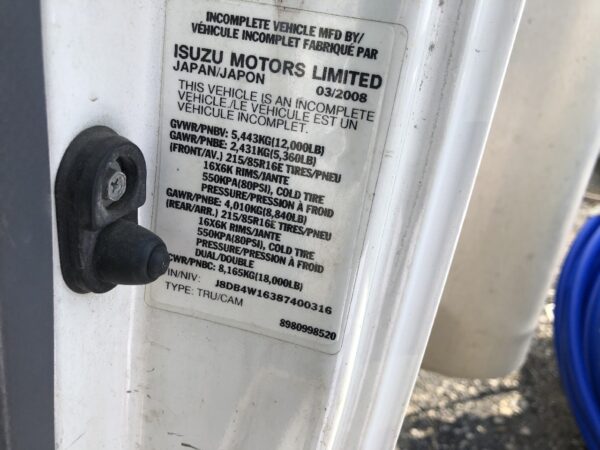 INCOMPLETE VEHICLE MFD BY/
VÉHICULE INCOMPLET FABRIQUÉ PAR
ISUZU MOTORS LIMITED
JAPAN/JAPON 03/2008
THIS VEHICLE IS AN INCOMPLETE
VEHICLE./LE VEHICULE EST UN
VEHICULE INCOMPLET.
GVWR/PNBV: 5,443KG(12,000LB)
GAWR/PNBE: 2,431KG(5,360LB)
(FRONT/AV.) 215/85R16E TIRES/PNEU
16X6K RIMS/JANTE
550KPA(80PSI), COLD TIRE
PRESSURE/PRESSION À FROID
GAWR/PNBE: 4,010KG(8,840LB)
(REAR/ARR.) 215/85R16E TIRES/PNEU
16X6K RIMS/JANTE
550KPA(80PSI), COLD TIRE
PRESSURE/PRESSION À FROID
DUAL/DOUBLE
CWR/PNBC: 8,165KG(18,000LB)
IN/NIV: J8DB4W16387400316
TYPE: TRU/CAM
8980998520